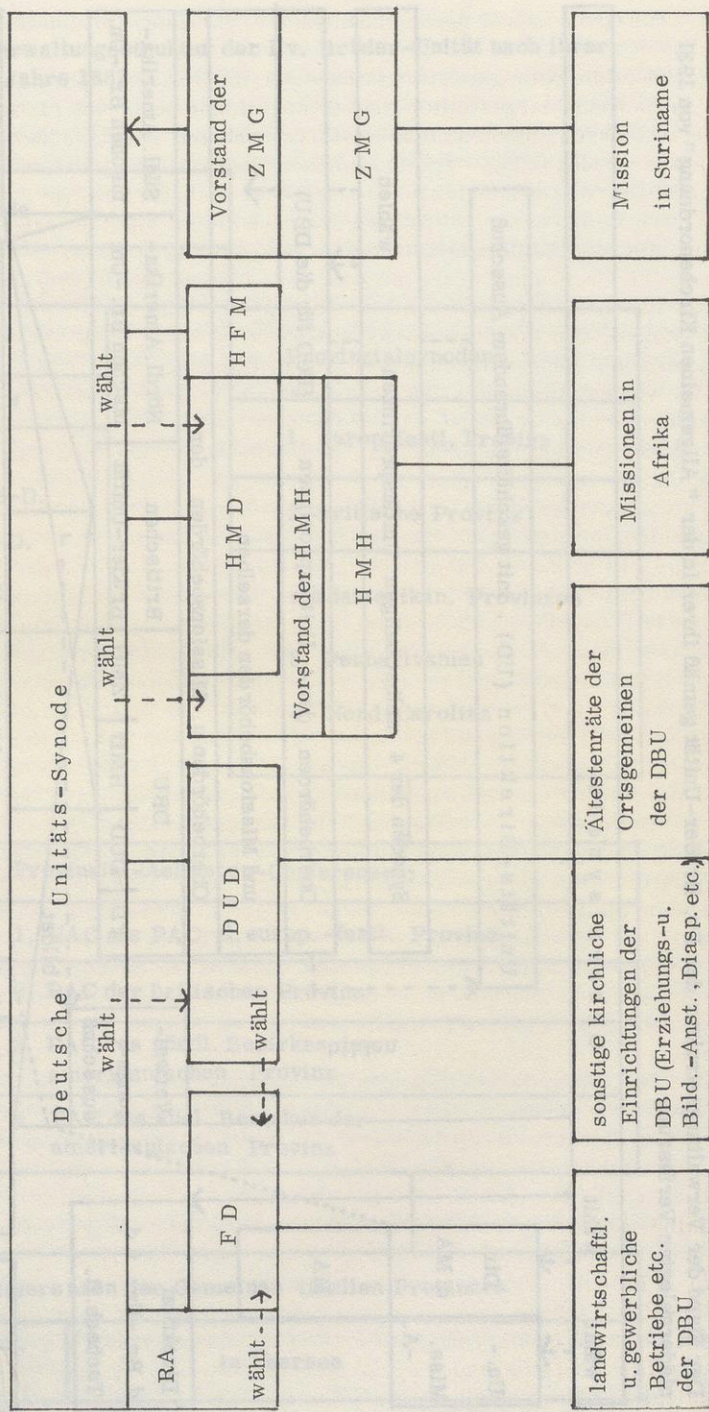 Deutsche Unitäts-Synode
RA
wählt
wählt
wählt
wählt
wählt
F D
D U D
H M D
H F M
Vorstand der
Z M G
Vorstand der H M H
H M H
Z M G
landwirtschaftl.
u. gewerbliche
Betriebe etc.
der DBU
sonstige kirchliche
Einrichtungen der
DBU (Erziehungs-u.
Bild.-Anst., Diasp. etc.)
Ältestenräte der
Ortsgemeinen
der DBU
Missionen in
Afrika
Mission
in Suriname